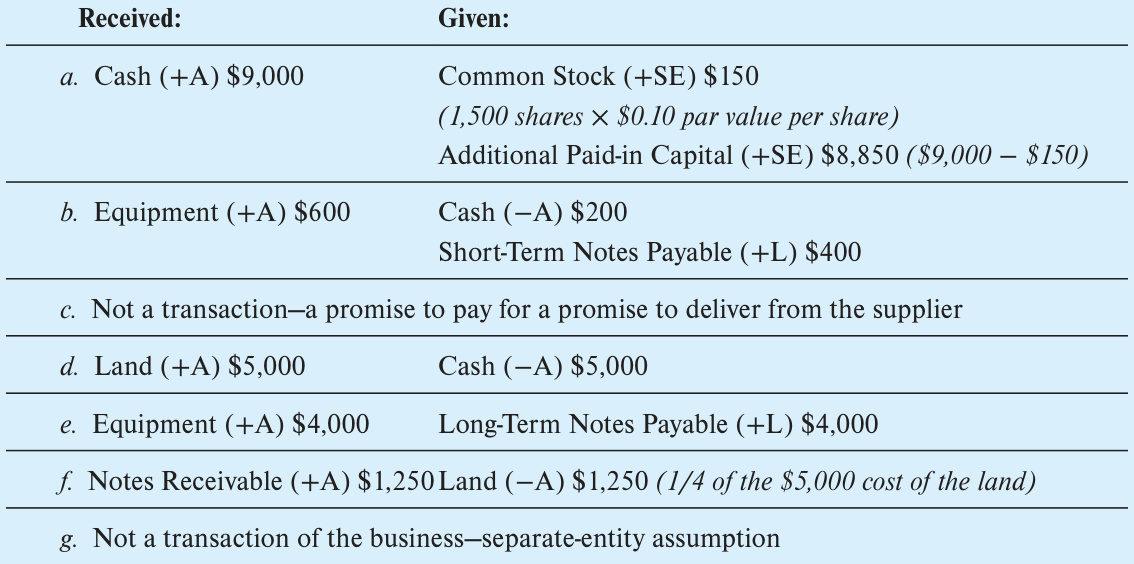 Received: Given:
a. Cash (+A) $9,000 Common Stock (+SE) $150
(1,500 shares × $0.10 par value per share)
Additional Paid-in Capital (+SE) $8,850 ($9,000 − $150)
b. Equipment (+A) $600 Cash (−A) $200
Short-Term Notes Payable (+L) $400
c. Not a transaction—a promise to pay for a promise to deliver from the supplier
d. Land (+A) $5,000 Cash (−A) $5,000
e. Equipment (+A) $4,000 Long-Term Notes Payable (+L) $4,000
f. Notes Receivable (+A) $1,250 Land (−A) $1,250 (1/4 of the $5,000 cost of the land)
g. Not a transaction of the business—separate-entity assumption